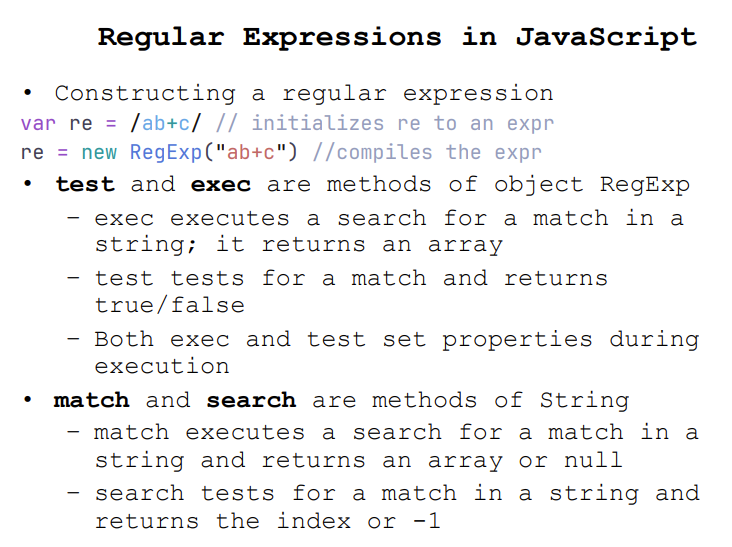 Regular Expressions in JavaScript
• Constructing a regular expression
var re = /ab+c/ // initializes re to an expr
re = new RegExp("ab+c") //compiles the expr
• test and exec are methods of object RegExp
– exec executes a search for a match in a
string; it returns an array
– test tests for a match and returns
true/false
– Both exec and test set properties during
execution
• match and search are methods of String
– match executes a search for a match in a
string and returns an array or null
– search tests for a match in a string and
returns the index or -1